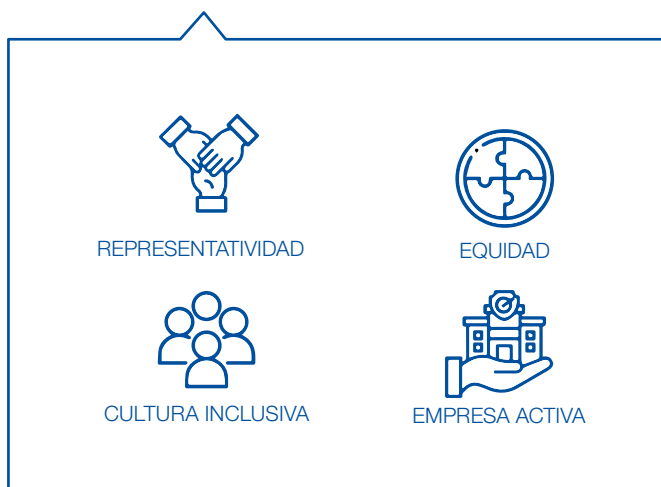 REPRESENTATIVIDAD
EQUIDAD
CULTURA INCLUSIVA
EMPRESA ACTIVA